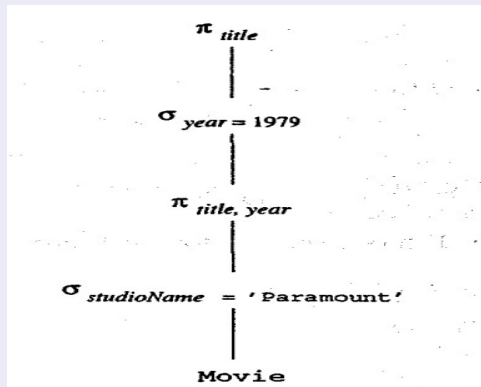 π title
σ year = 1979
π title, year
σ studioName = 'Paramount'
Movie